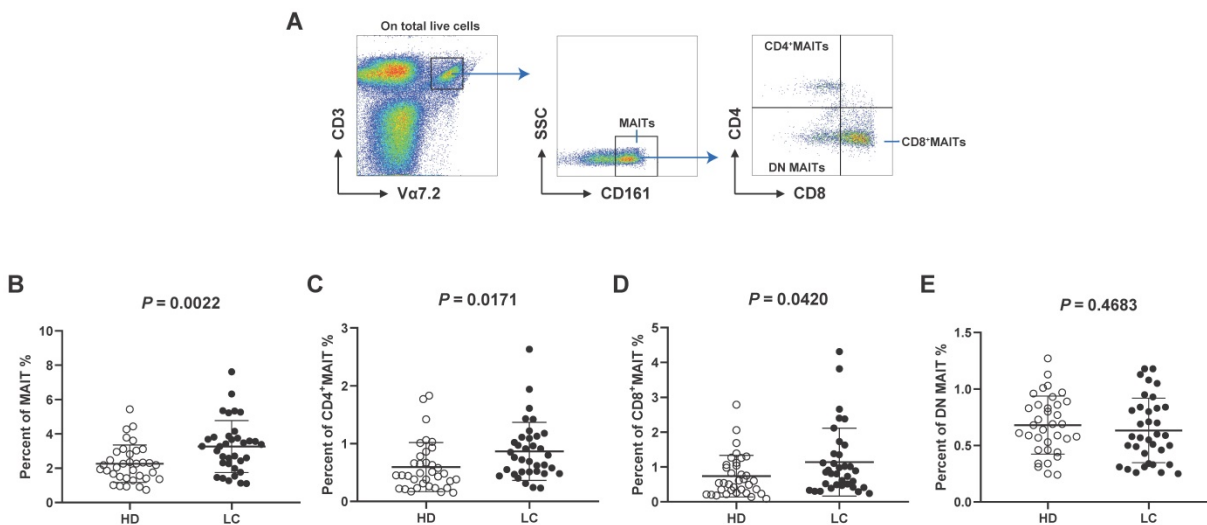 A
On total live cells
CD3
Vα7.2
SSC
MAITs
CD161
CD4⁺MAITs
CD4
CD8⁺MAITs
DN MAITs
CD8
B
P = 0.0022
Percent of MAIT %
10
8
6
4
2
0
HD
LC
C
P = 0.0171
Percent of CD4⁺MAIT %
3
2
1
0
HD
LC
D
P = 0.0420
Percent of CD8⁺MAIT %
5
4
3
2
1
0
HD
LC
E
P = 0.4683
Percent of DN MAIT %
1.5
1.0
0.5
0.0
HD
LC